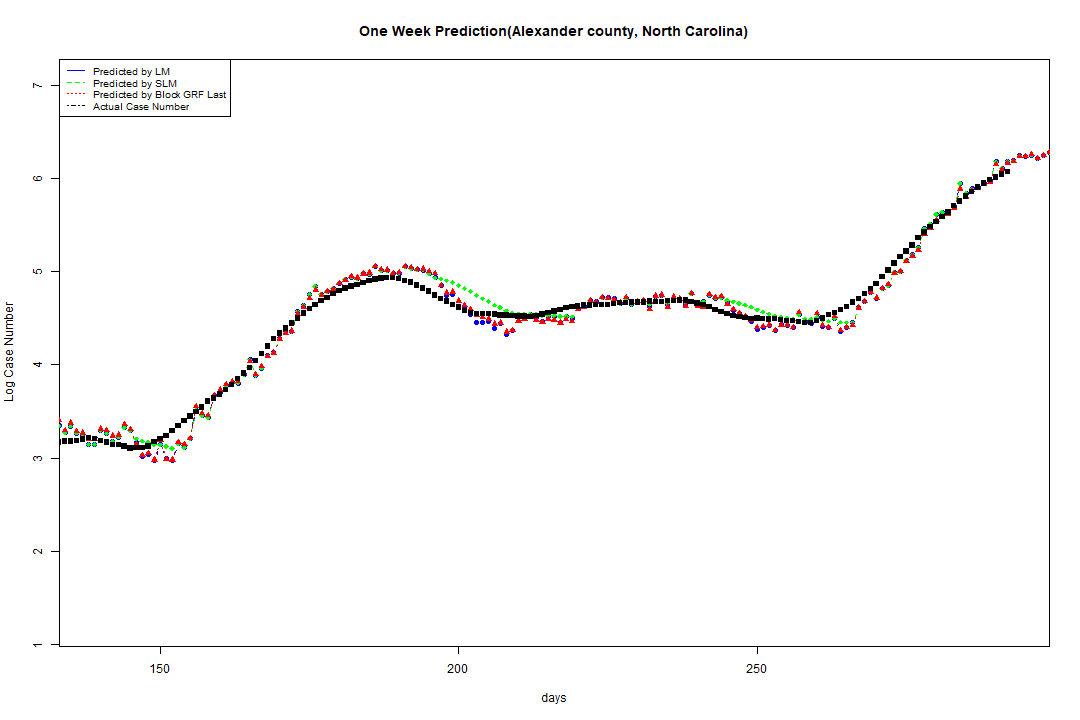 One Week Prediction(Alexander county, North Carolina)
Predicted by LM
Predicted by SLM
Predicted by Block GRF Last
Actual Case Number
7
6
5
4
3
2
1
Log Case Number
150
200
250
days